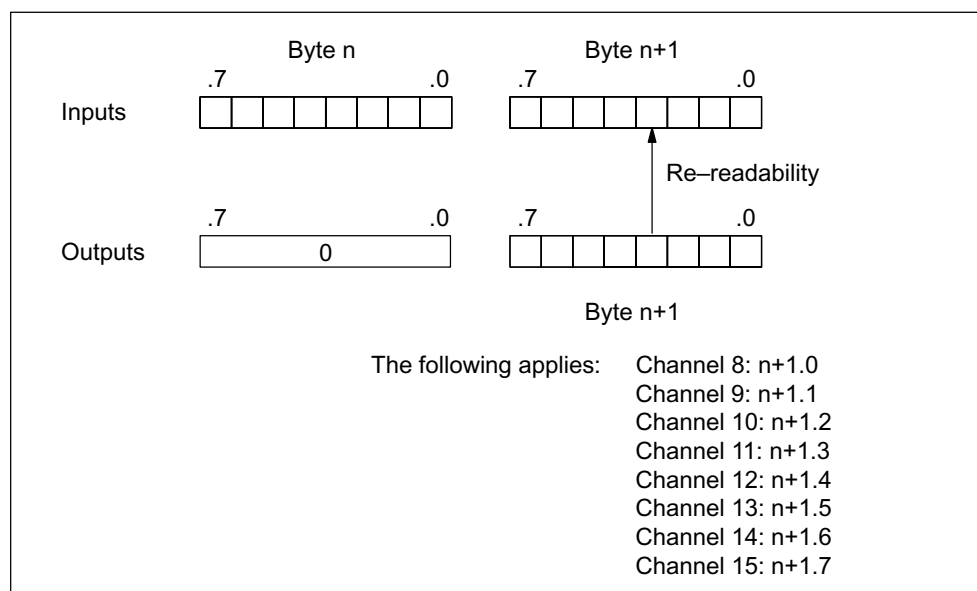 Byte n Byte n+1
.7 .0 .7 .0
Inputs
Re–readability
.7 .0 .7 .0
Outputs 0
Byte n+1
The following applies: Channel 8: n+1.0
Channel 9: n+1.1
Channel 10: n+1.2
Channel 11: n+1.3
Channel 12: n+1.4
Channel 13: n+1.5
Channel 14: n+1.6
Channel 15: n+1.7